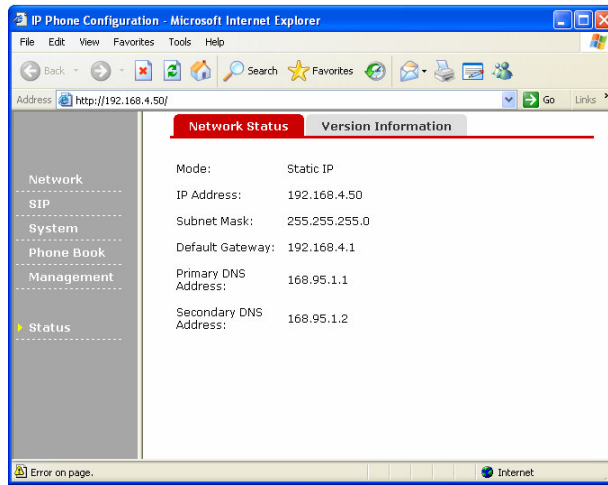 IP Phone Configuration - Microsoft Internet Explorer
File Edit View Favorites Tools Help
Back Search Favorites
Address http://192.168.4.50/ Go Links
Network Status Version Information
Network
SIP
System
Phone Book
Management
Status
Mode: Static IP
IP Address: 192.168.4.50
Subnet Mask: 255.255.255.0
Default Gateway: 192.168.4.1
Primary DNS
Address: 168.95.1.1
Secondary DNS
Address: 168.95.1.2
Error on page. Internet